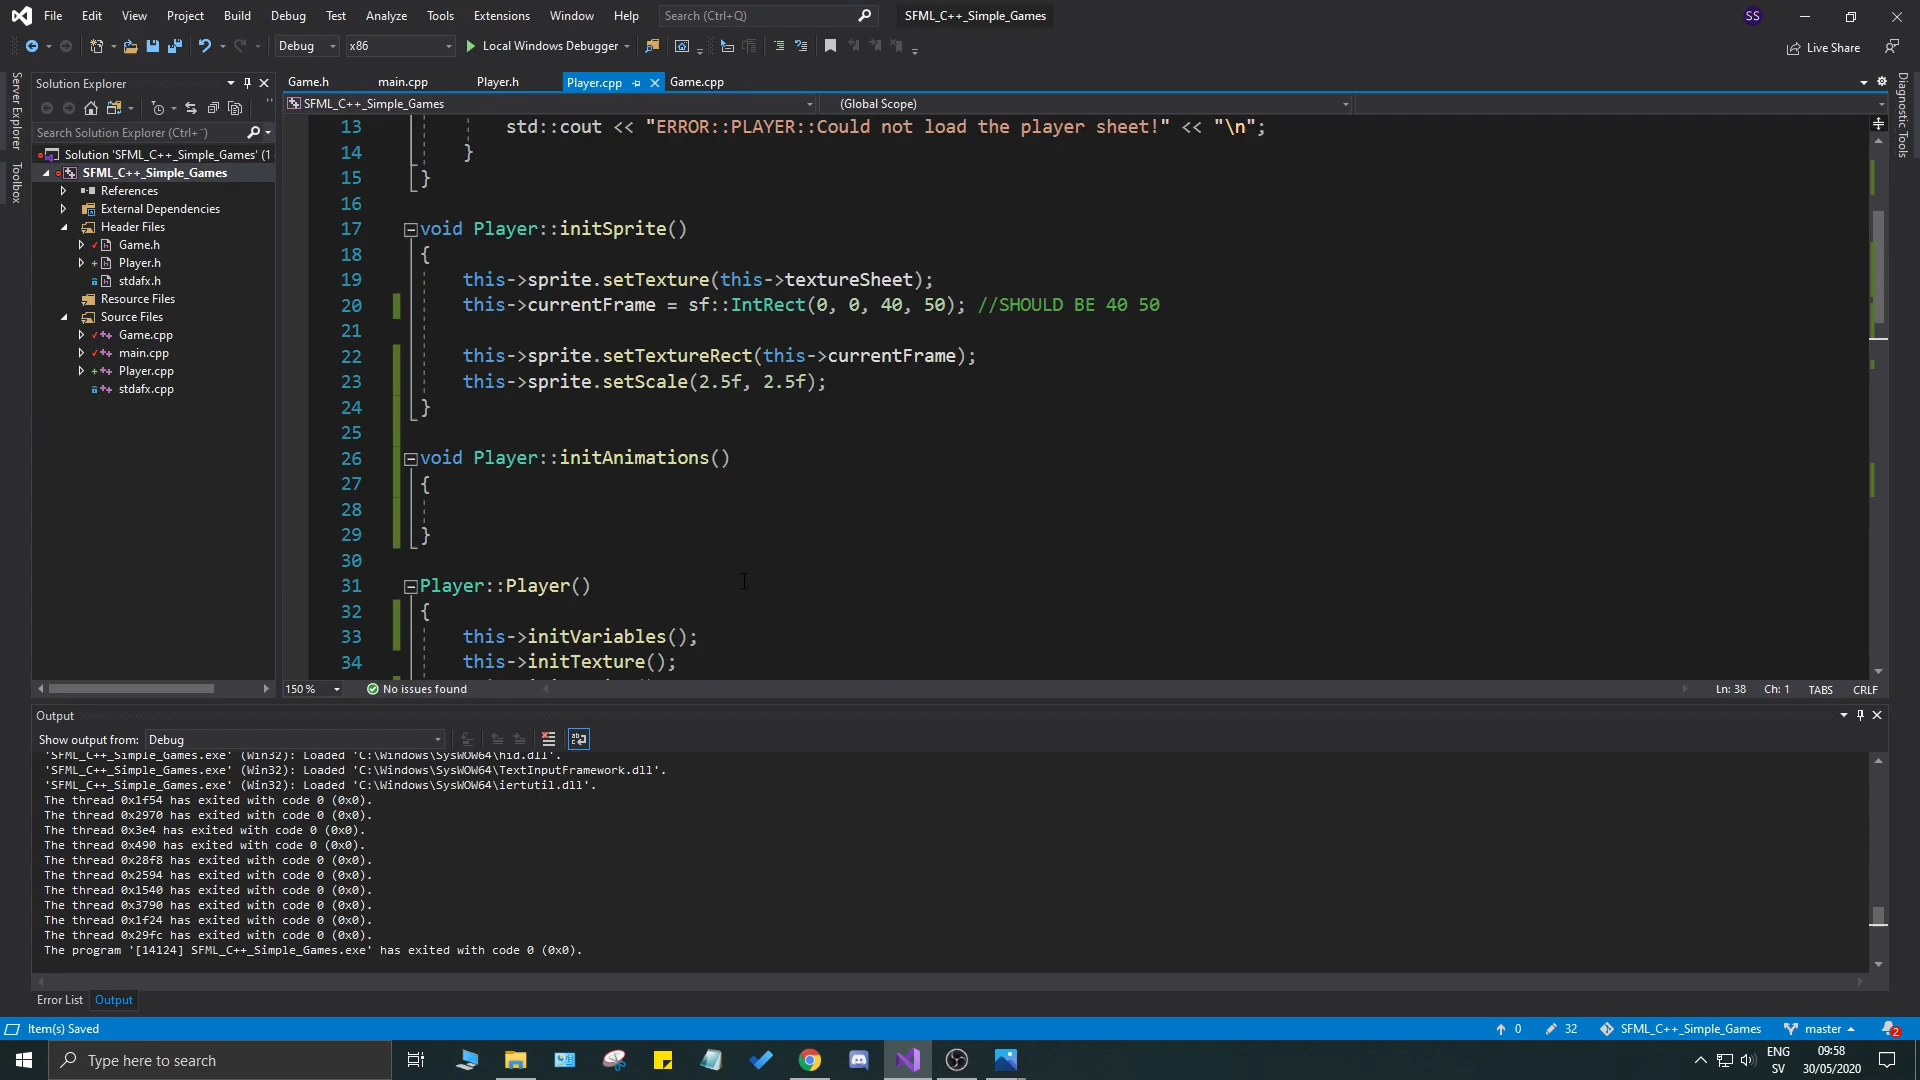 File Edit View Project Build Debug Test Analyze Tools Extensions Window Help Search (Ctrl+Q) SFML_C++_Simple_Games SS
Debug x86 Local Windows Debugger Live Share
Server Explorer
Toolbox
Solution Explorer
Search Solution Explorer (Ctrl+¨)
Solution 'SFML_C++_Simple_Games' (1
SFML_C++_Simple_Games
References
External Dependencies
Header Files
Game.h
Player.h
stdafx.h
Resource Files
Source Files
Game.cpp
main.cpp
Player.cpp
stdafx.cpp
Game.h main.cpp Player.h Player.cpp Game.cpp
SFML_C++_Simple_Games (Global Scope)
13 std::cout << "ERROR::PLAYER::Could not load the player sheet!" << "\n";
14 }
15 }
16
17 void Player::initSprite()
18 {
19 this->sprite.setTexture(this->textureSheet);
20 this->currentFrame = sf::IntRect(0, 0, 40, 50); //SHOULD BE 40 50
21
22 this->sprite.setTextureRect(this->currentFrame);
23 this->sprite.setScale(2.5f, 2.5f);
24 }
25
26 void Player::initAnimations()
27 {
28
29 }
30
31 Player::Player()
32 {
33 this->initVariables();
34 this->initTexture();
150 % No issues found Ln: 38 Ch: 1 TABS CRLF
Diagnostic Tools
Output
Show output from: Debug
'SFML_C++_Simple_Games.exe' (Win32): Loaded 'C:\Windows\SysWOW64\hid.dll'.
'SFML_C++_Simple_Games.exe' (Win32): Loaded 'C:\Windows\SysWOW64\TextInputFramework.dll'.
'SFML_C++_Simple_Games.exe' (Win32): Loaded 'C:\Windows\SysWOW64\iertutil.dll'.
The thread 0x1f54 has exited with code 0 (0x0).
The thread 0x2970 has exited with code 0 (0x0).
The thread 0x3e4 has exited with code 0 (0x0).
The thread 0x490 has exited with code 0 (0x0).
The thread 0x28f8 has exited with code 0 (0x0).
The thread 0x2594 has exited with code 0 (0x0).
The thread 0x1540 has exited with code 0 (0x0).
The thread 0x3790 has exited with code 0 (0x0).
The thread 0x1f24 has exited with code 0 (0x0).
The thread 0x29fc has exited with code 0 (0x0).
The program '[14124] SFML_C++_Simple_Games.exe' has exited with code 0 (0x0).
Error List Output
Item(s) Saved 0 32 SFML_C++_Simple_Games master 2
Type here to search ENG SV 09:58 30/05/2020